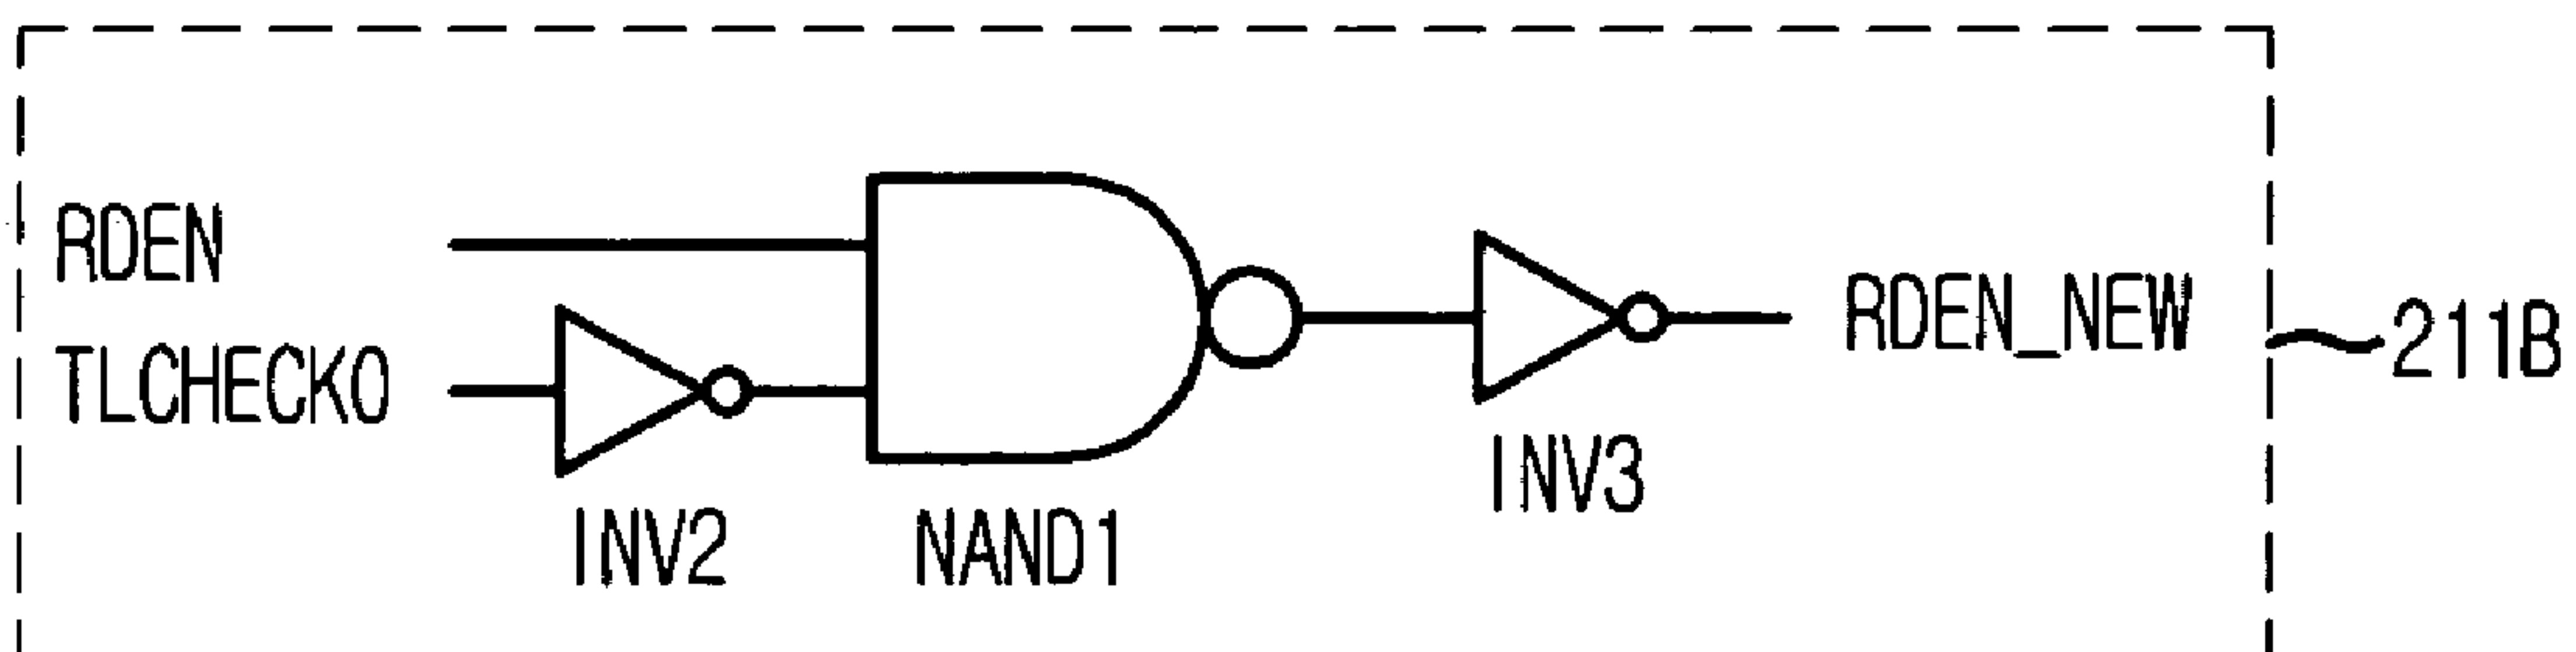 RDEN
TLCHECK0
RDEN_NEW
211B
INV3
INV2
NAND1